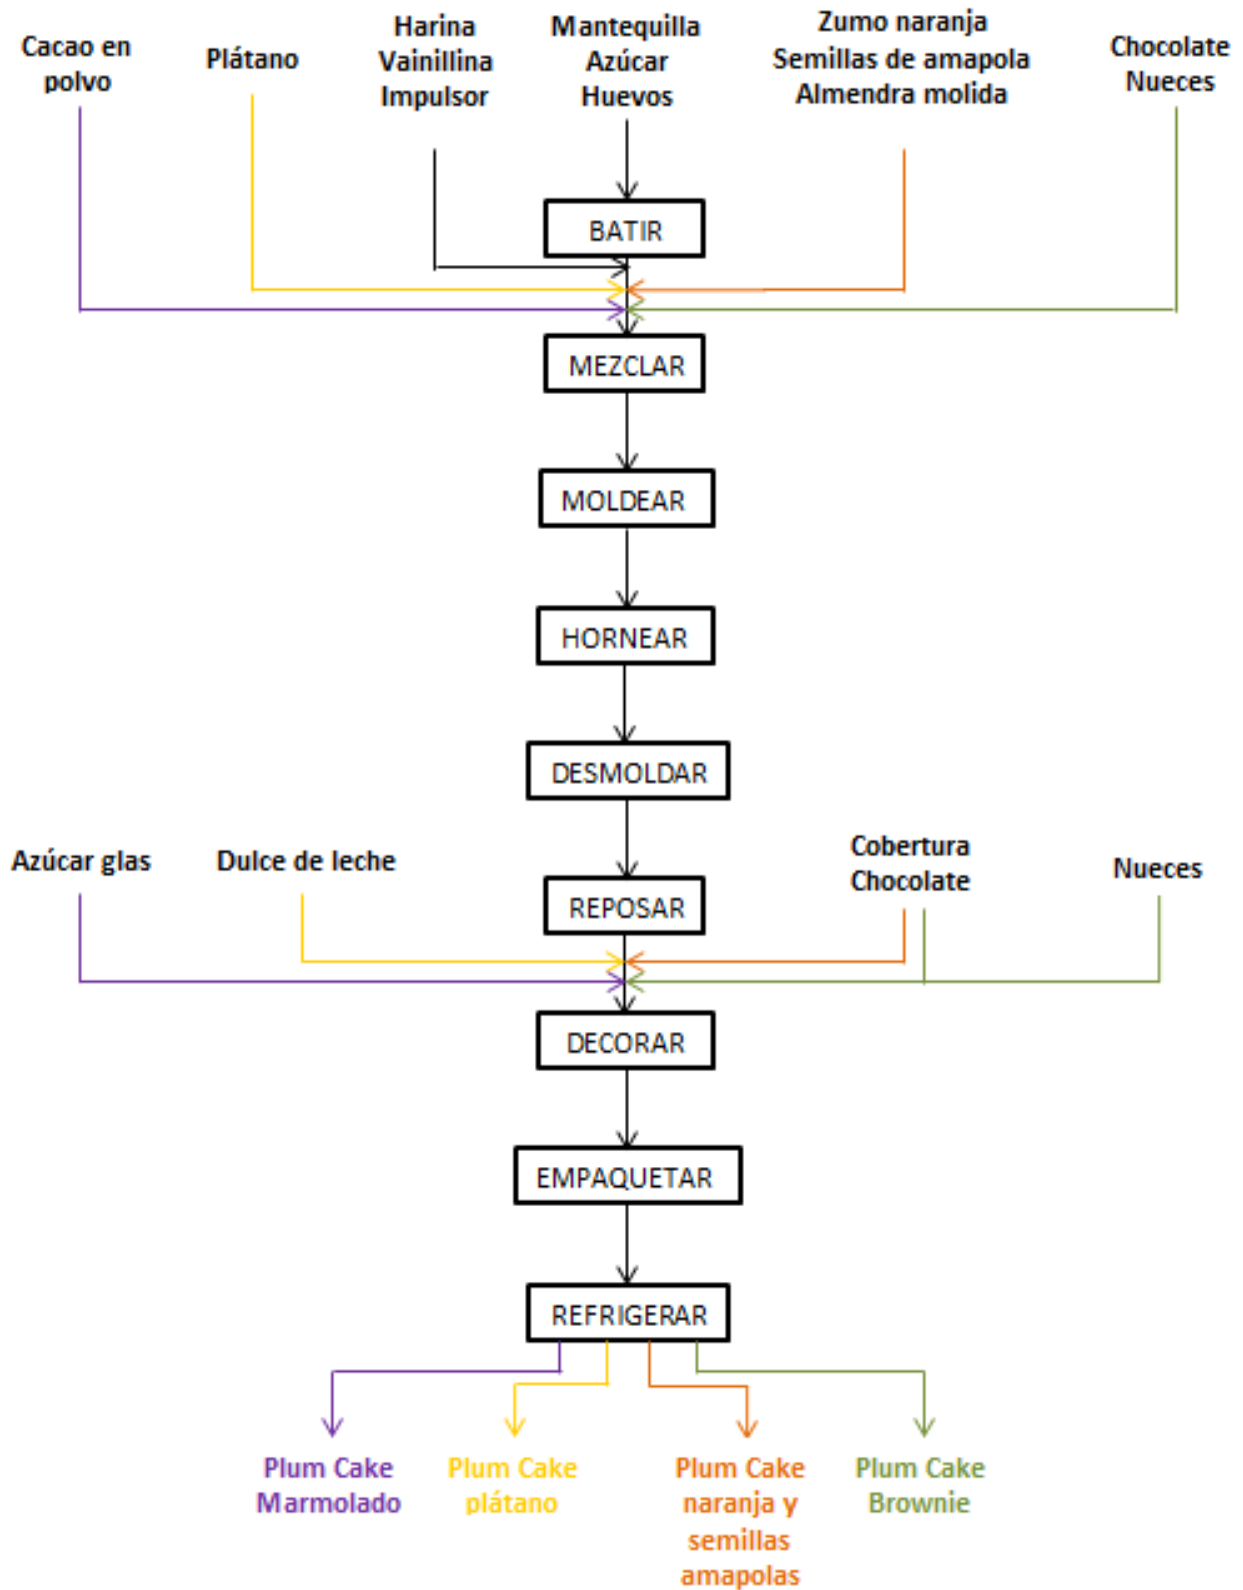 Cacao en
polvo
Plátano
Harina
Vainillina
Impulsor
Mantequilla
Azúcar
Huevos
Zumo naranja
Semillas de amapola
Almendra molida
Chocolate
Nueces
BATIR
MEZCLAR
MOLDEAR
HORNEAR
DESMOLDAR
Azúcar glas
Dulce de leche
Cobertura
Chocolate
Nueces
REPOSAR
DECORAR
EMPAQUETAR
REFRIGERAR
Plum Cake
Marmolado
Plum Cake
plátano
Plum Cake
naranja y
semillas
amapolas
Plum Cake
Brownie